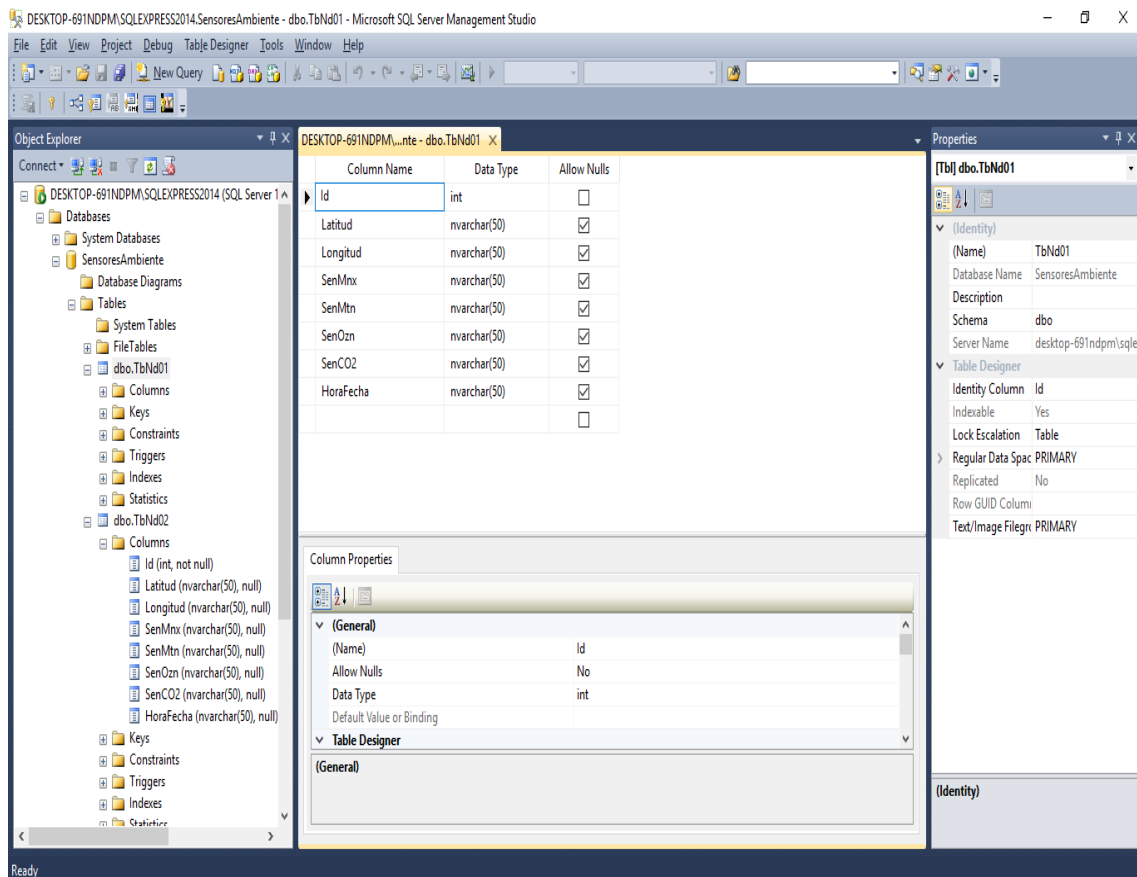 DESKTOP-691NDPM\SQLEXPRESS2014.SensoresAmbiente - dbo.TbNd01 - Microsoft SQL Server Management Studio
File Edit View Project Debug Table Designer Tools Window Help
New Query
Object Explorer
Connect
DESKTOP-691NDPM\SQLEXPRESS2014 (SQL Server 1
Databases
System Databases
SensoresAmbiente
Database Diagrams
Tables
System Tables
FileTables
dbo.TbNd01
Columns
Keys
Constraints
Triggers
Indexes
Statistics
dbo.TbNd02
Columns
Id (int, not null)
Latitud (nvarchar(50), null)
Longitud (nvarchar(50), null)
SenMnx (nvarchar(50), null)
SenMtn (nvarchar(50), null)
SenOzn (nvarchar(50), null)
SenCO2 (nvarchar(50), null)
HoraFecha (nvarchar(50), null)
Keys
Constraints
Triggers
Indexes
Statistics
DESKTOP-691NDPM\...nte - dbo.TbNd01 X
Column Name Data Type Allow Nulls
Id int
Latitud nvarchar(50)
Longitud nvarchar(50)
SenMnx nvarchar(50)
SenMtn nvarchar(50)
SenOzn nvarchar(50)
SenCO2 nvarchar(50)
HoraFecha nvarchar(50)
Column Properties
(General)
(Name) Id
Allow Nulls No
Data Type int
Default Value or Binding
Table Designer
(General)
Properties
[Tbl] dbo.TbNd01
(Identity)
(Name) TbNd01
Database Name SensoresAmbiente
Description
Schema dbo
Server Name desktop-691ndpm\sqle
Table Designer
Identity Column Id
Indexable Yes
Lock Escalation Table
Regular Data Spac PRIMARY
Replicated No
Row GUID Colum
Text/Image Filegr PRIMARY
(Identity)
Ready